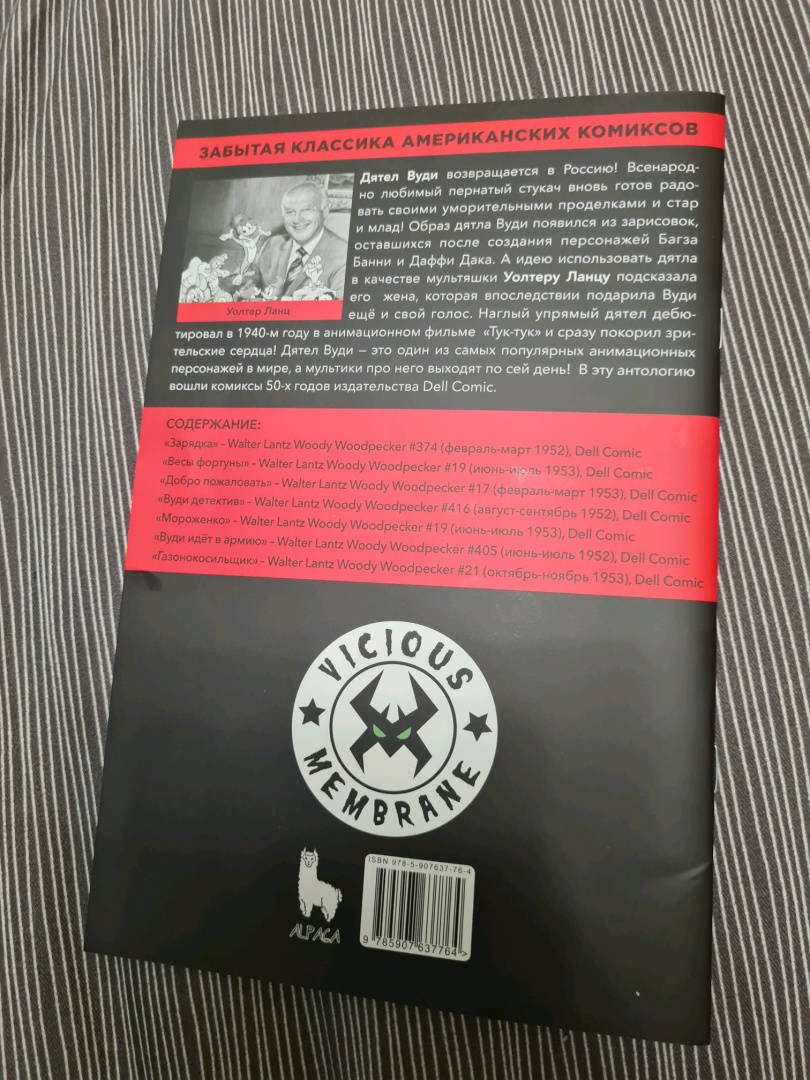 ЗАБЫТАЯ КЛАССИКА АМЕРИКАНСКИХ КОМИКСОВ
Дятел Вуди возвращается в Россию! Всенарод-
но любимый пернатый стукач вновь готов радо-
вать своими уморительными проделками и стар
и млад! Образ дятла Вуди появился из зарисовок,
оставшихся после создания персонажей Багза
Банни и Даффи Дака. А идею использовать дятла
в качестве мультяшки Уолтеру Ланцу подсказала
его жена, которая впоследствии подарила Вуди
ещё и свой голос. Наглый упрямый дятел дебю-
тировал в 1940-м году в анимационном фильме «Тук-тук» и сразу покорил зри-
тельские сердца! Дятел Вуди – это один из самых популярных анимационных
персонажей в мире, а мультики про него выходят по сей день! В эту антологию
вошли комиксы 50-х годов издательства Dell Comic.
Уолтер Ланц
СОДЕРЖАНИЕ:
«Зарядка» - Walter Lantz Woody Woodpecker #374 (февраль-март 1952), Dell Comic
«Весы фортуны» - Walter Lantz Woody Woodpecker #19 (июнь-июль 1953), Dell Comic
«Добро пожаловать» - Walter Lantz Woody Woodpecker #17 (февраль-март 1953), Dell Comic
«Вуди детектив» - Walter Lantz Woody Woodpecker #416 (август-сентябрь 1952), Dell Comic
«Мороженко» - Walter Lantz Woody Woodpecker #19 (июнь-июль 1953), Dell Comic
«Вуди идёт в армию» - Walter Lantz Woody Woodpecker #405 (июнь-июль 1952), Dell Comic
«Газонокосильщик» - Walter Lantz Woody Woodpecker #21 (октябрь-ноябрь 1953), Dell Comic
VICIOUS
MEMBRANE
ALPACA
ISBN 978-5-907637-76-4
9 785907 637764 >